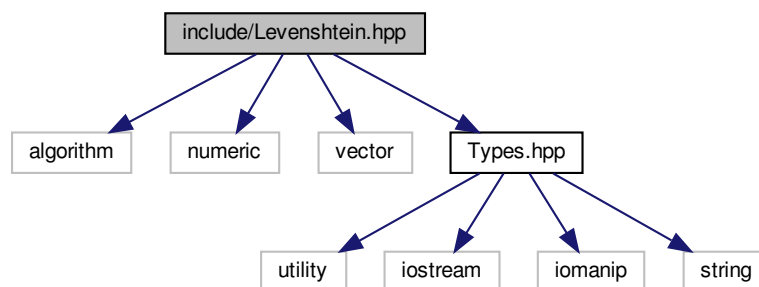 include/Levenshtein.hpp
algorithm
numeric
vector
Types.hpp
utility
iostream
iomanip
string